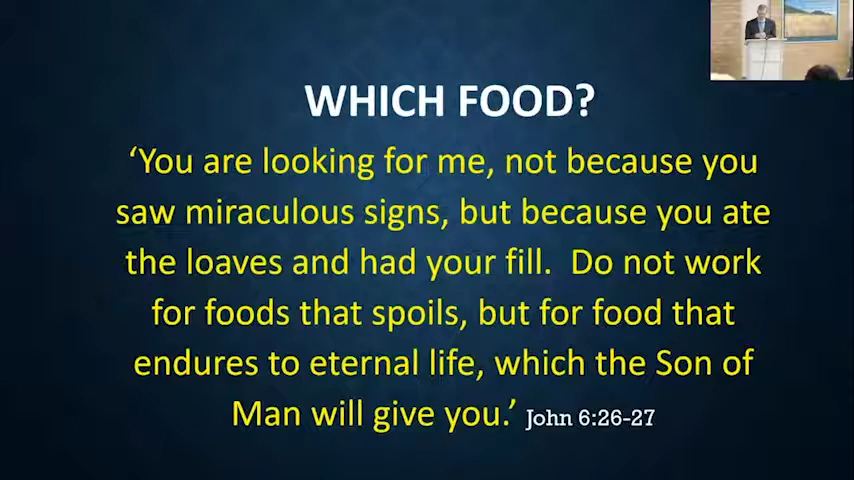 WHICH FOOD?
‘You are looking for me, not because you
saw miraculous signs, but because you ate
the loaves and had your fill.  Do not work
for foods that spoils, but for food that
endures to eternal life, which the Son of
Man will give you.’ John 6:26-27